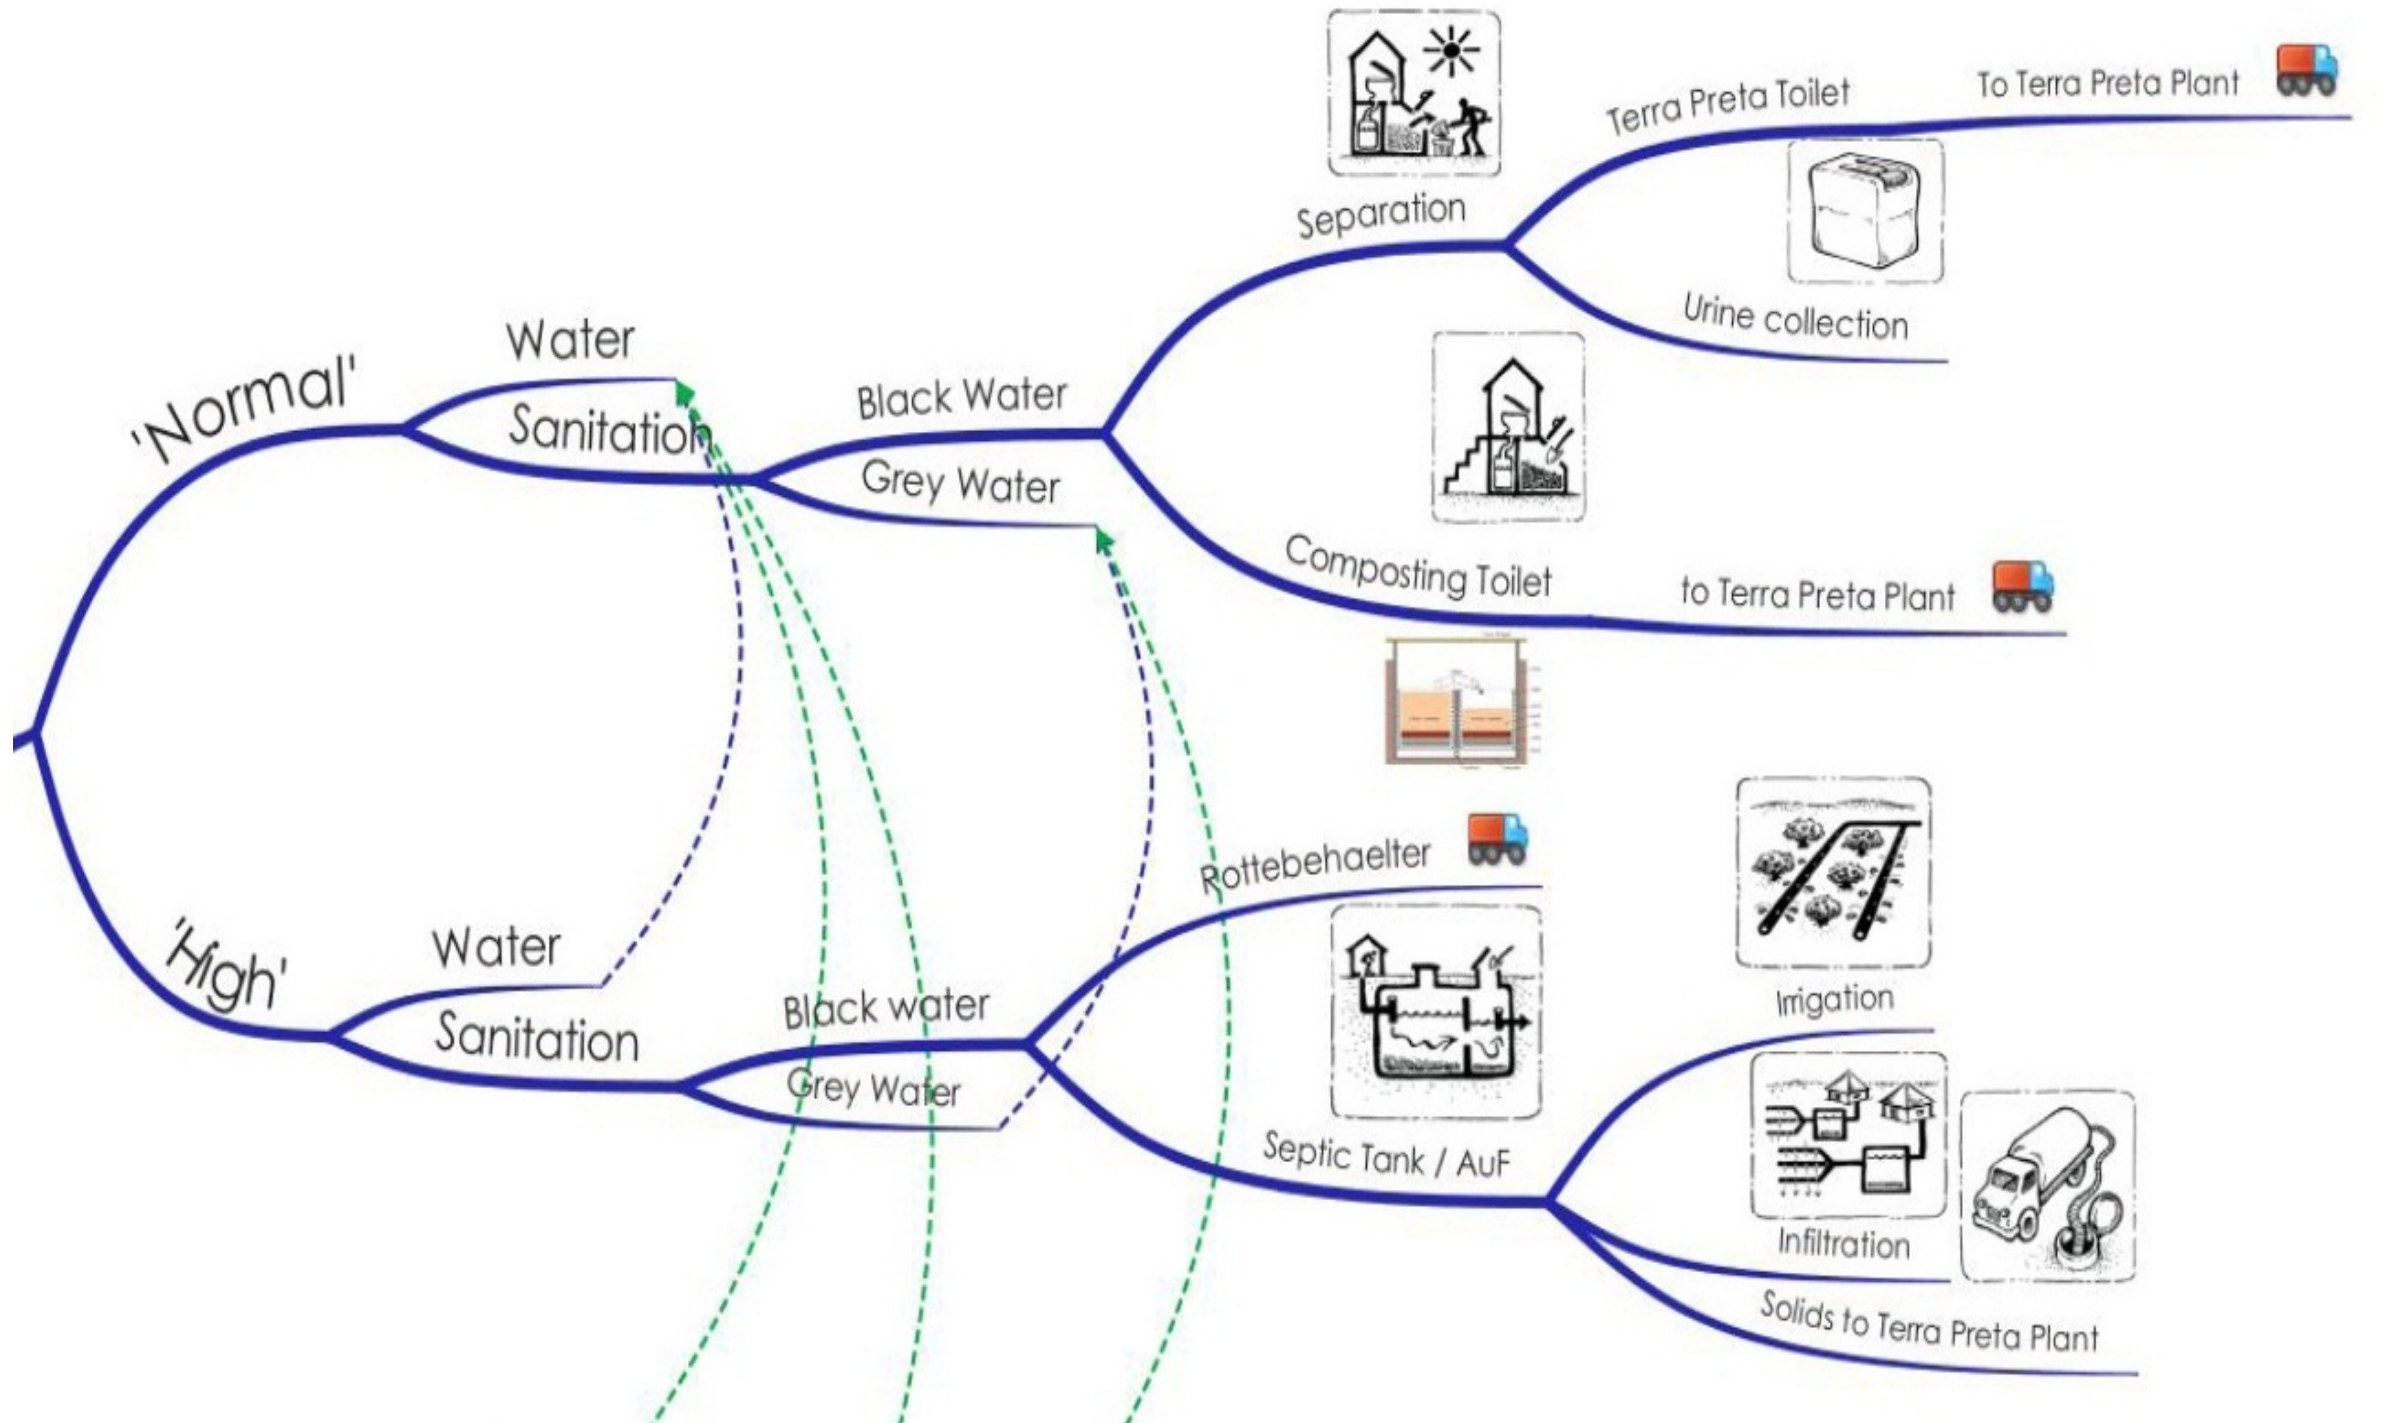 'Normal'
Water
Sanitation
Black Water
Separation
Terra Preta Toilet
To Terra Preta Plant
Urine collection
Composting Toilet
to Terra Preta Plant
Grey Water
'High'
Water
Sanitation
Black water
Rottebehaelter
Septic Tank / AuF
Irrigation
Infiltration
Solids to Terra Preta Plant
Grey Water